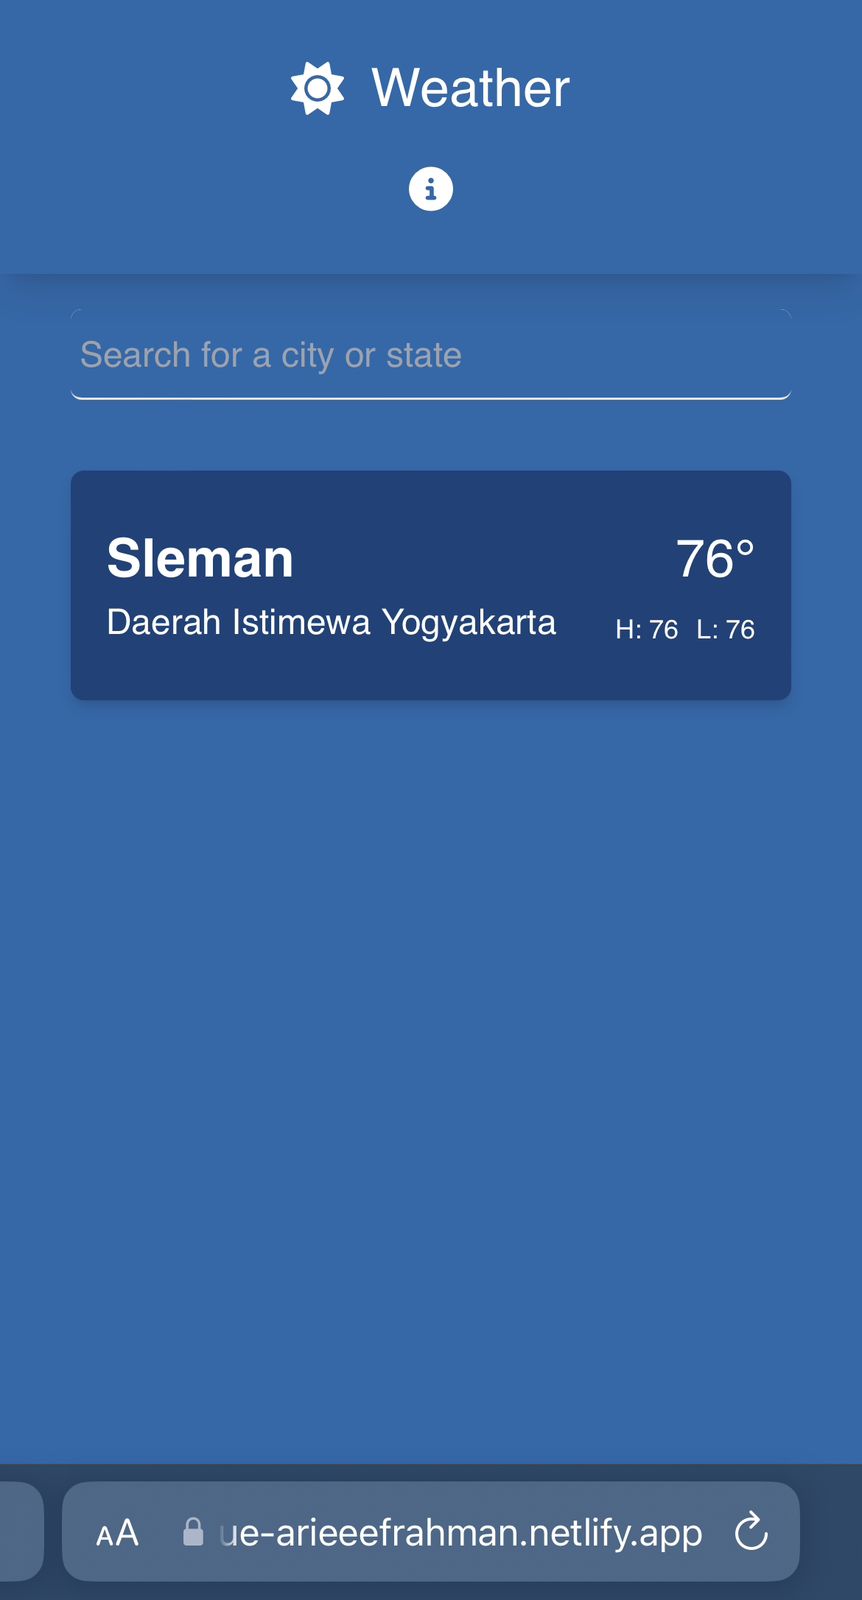 Weather
Search for a city or state
Sleman 76°
Daerah Istimewa Yogyakarta H: 76 L: 76
AA ue-arieeefrahman.netlify.app